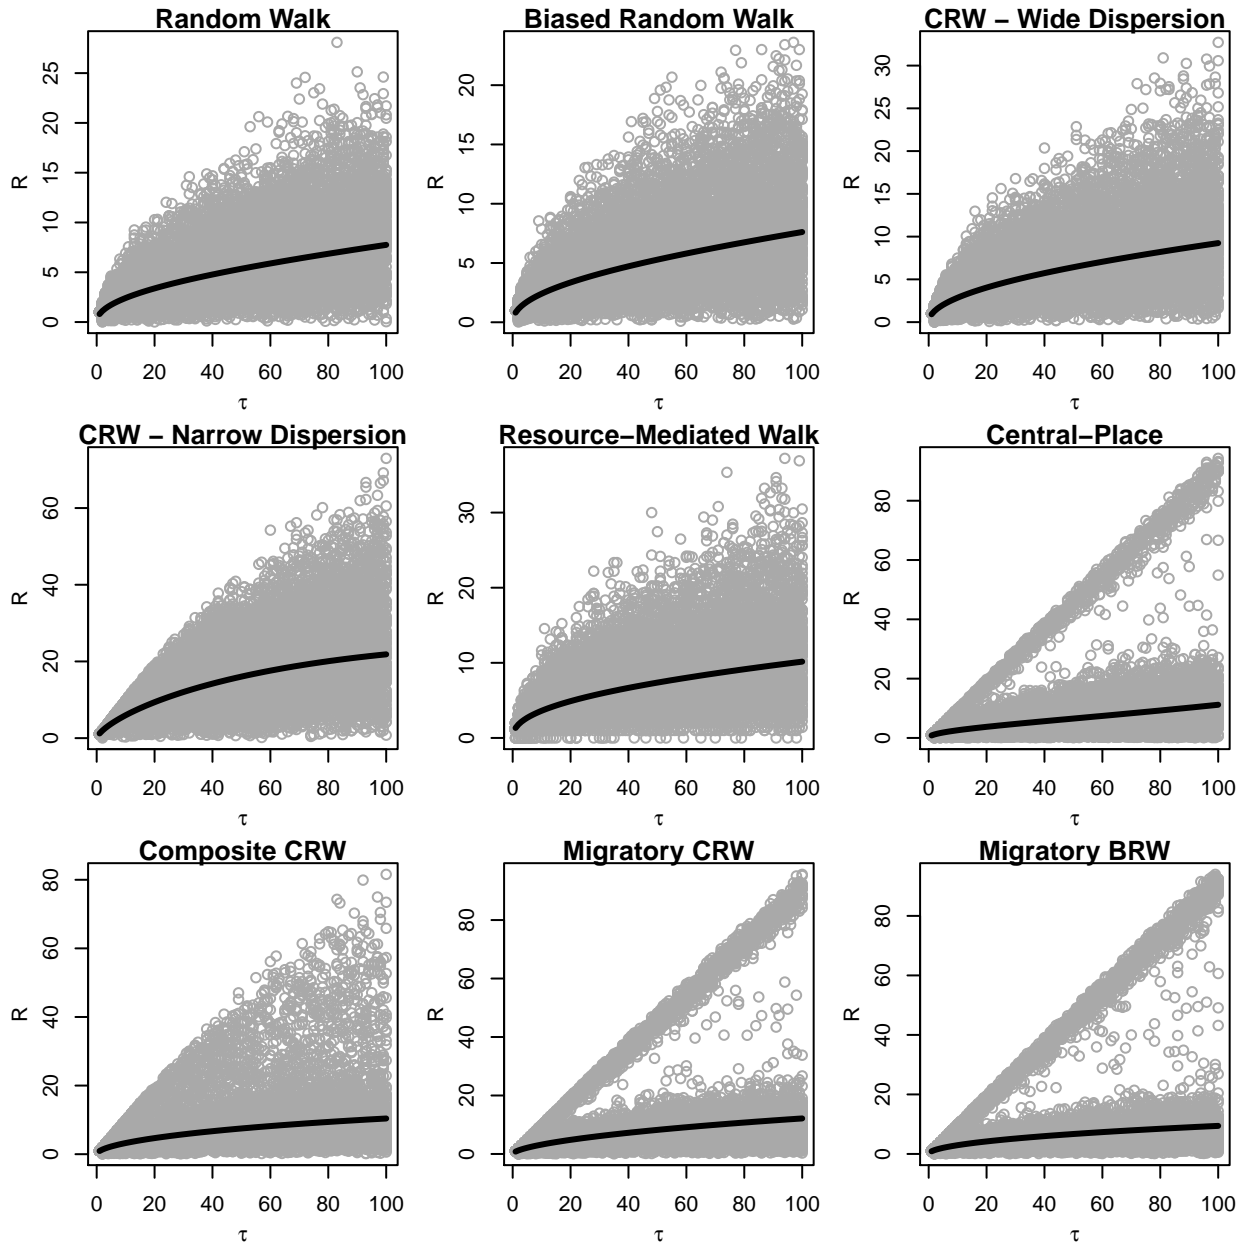 Random Walk
R
0 5 10 15 20 25
0 20 40 60 80 100
τ
Biased Random Walk
R
0 5 10 15 20
0 20 40 60 80 100
τ
CRW − Wide Dispersion
R
0 5 10 15 20 25 30
0 20 40 60 80 100
τ
CRW − Narrow Dispersion
R
0 20 40 60
0 20 40 60 80 100
τ
Resource−Mediated Walk
R
0 10 20 30
0 20 40 60 80 100
τ
Central−Place
R
0 20 40 60 80
0 20 40 60 80 100
τ
Composite CRW
R
0 20 40 60 80
0 20 40 60 80 100
τ
Migratory CRW
R
0 20 40 60 80
0 20 40 60 80 100
τ
Migratory BRW
R
0 20 40 60 80
0 20 40 60 80 100
τ